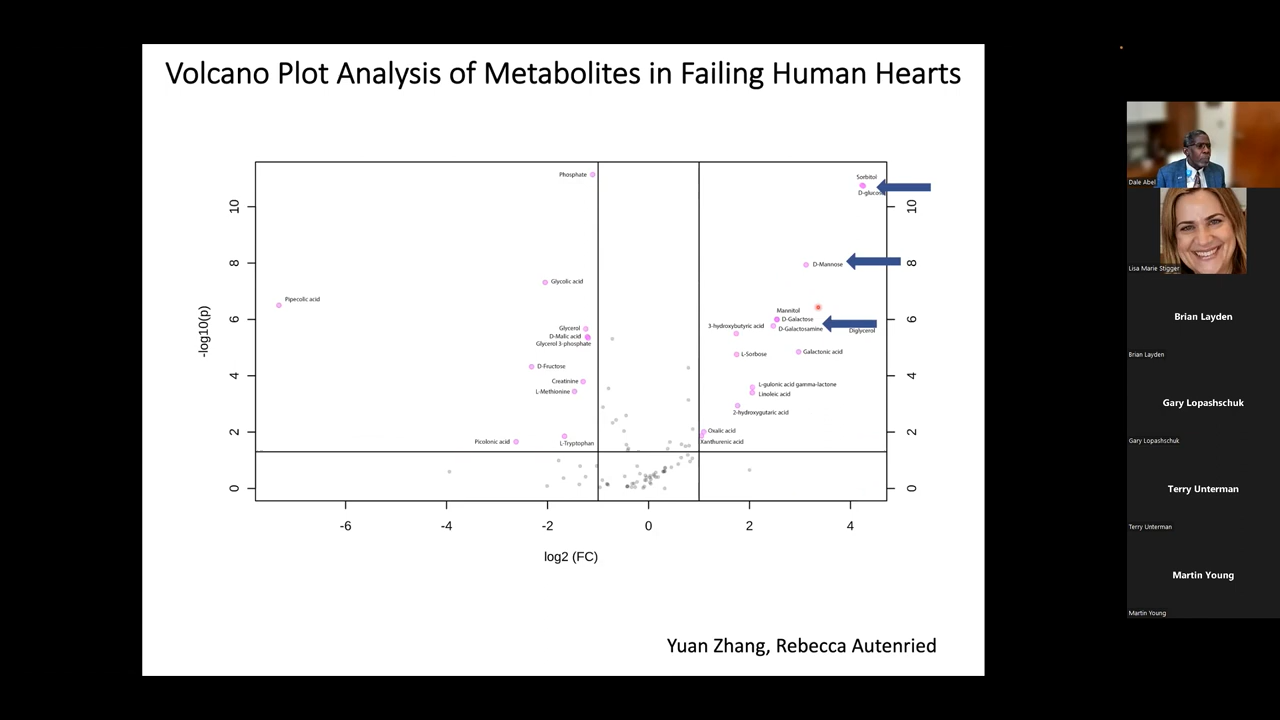 Volcano Plot Analysis of Metabolites in Failing Human Hearts
Phosphate
Sorbitol
D-glucose
D-Mannose
Glycolic acid
Pipecolic acid
Mannitol
D-Galactose
D-Galactosamine
Diglycerol
3-hydroxybutyric acid
Glycerol
D-Malic acid
Glycerol 3-phosphate
L-Sorbose
Galactonic acid
D-Fructose
Creatinine
L-Methionine
L-gulonic acid gamma-lactone
Linoleic acid
2-hydroxygutaric acid
Oxalic acid
Xanthurenic acid
Picolonic acid
L-Tryptophan
10
8
6
4
2
0
10
8
6
4
2
0
-log10(p)
-6 -4 -2 0 2 4
log2 (FC)
Yuan Zhang, Rebecca Autenried
Dale Abel
Lisa Marie Stigger
Brian Layden
Brian Layden
Gary Lopashchuk
Gary Lopashchuk
Terry Unterman
Terry Unterman
Martin Young
Martin Young